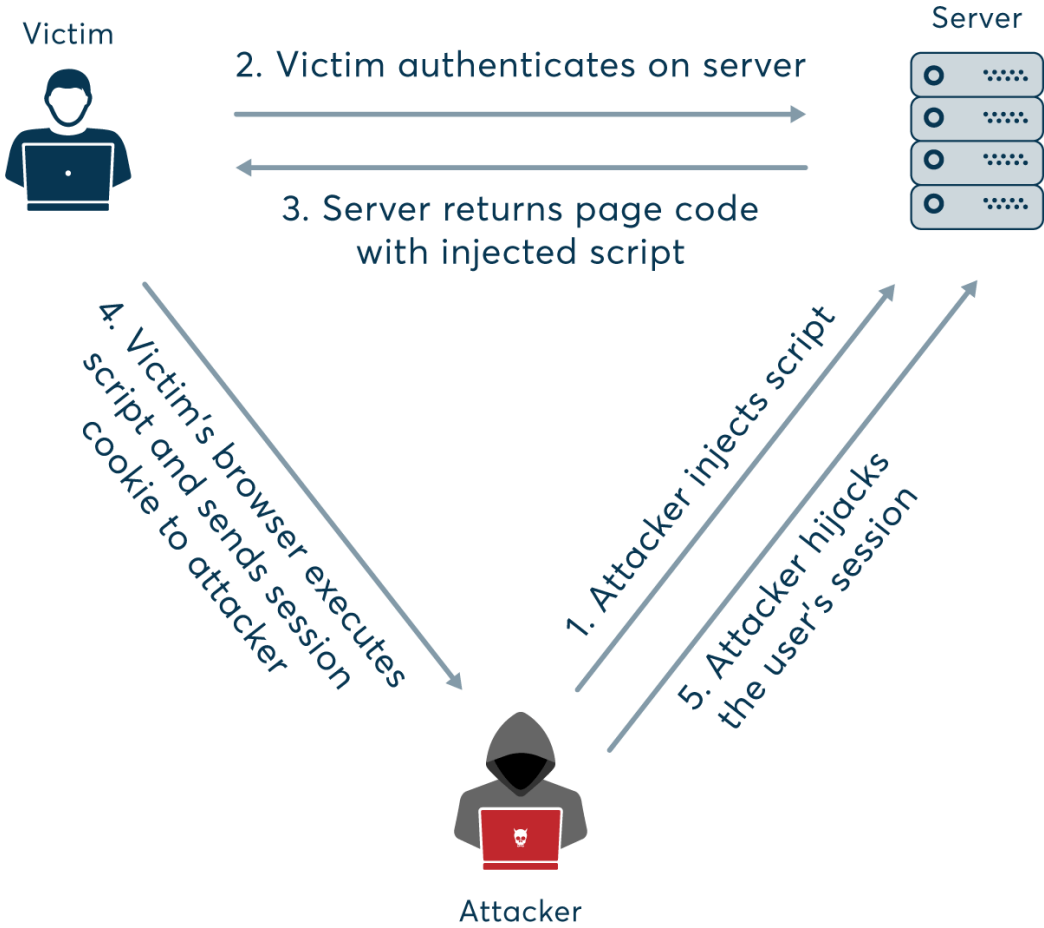 Victim
Server
2. Victim authenticates on server
3. Server returns page code
with injected script
4. Victim's browser executes
script and sends session
cookie to attacker
1. Attacker injects script
5. Attacker hijacks
the user's session
Attacker